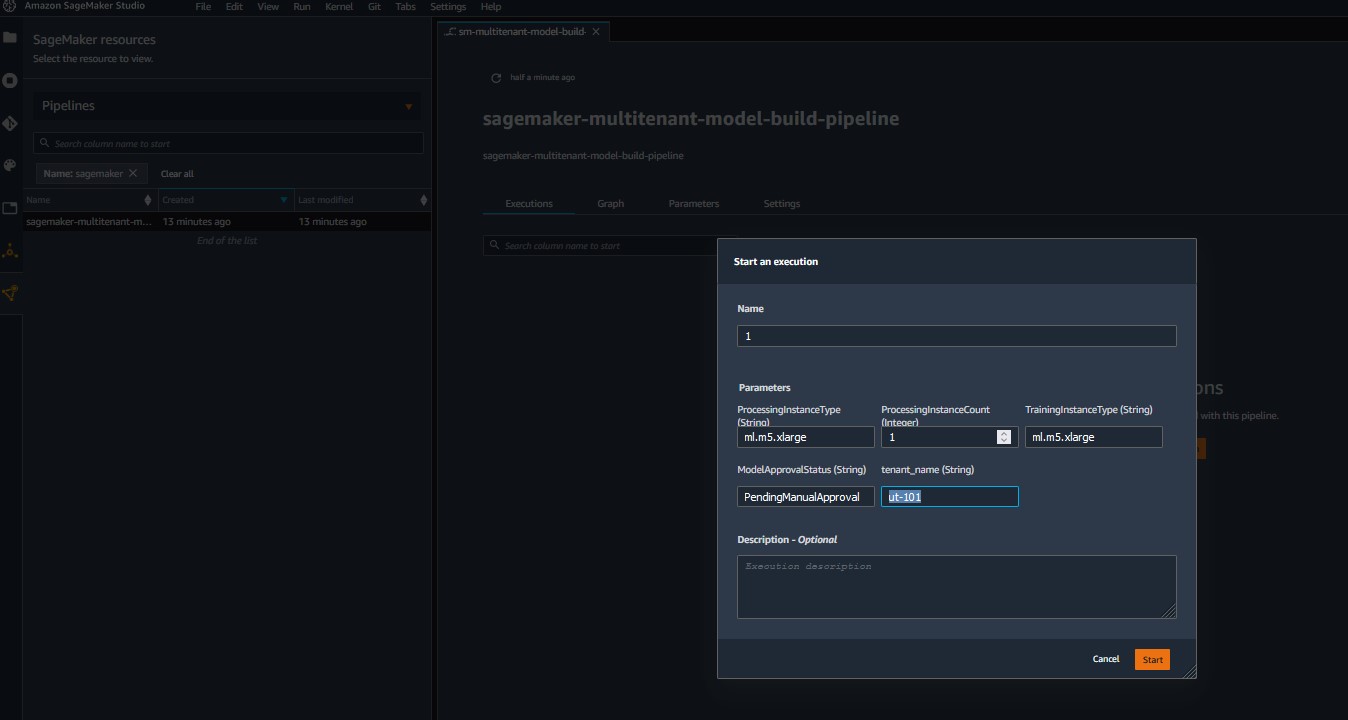 Amazon SageMaker Studio File Edit View Run Kernel Git Tabs Settings Help
SageMaker resources
Select the resource to view.
Pipelines
Search column name to start
Name: sagemaker Clear all
Name Created Last modified
sagemaker-multitenant-m... 13 minutes ago 13 minutes ago
End of the list
sm-multitenant-model-build-
half a minute ago
sagemaker-multitenant-model-build-pipeline
sagemaker-multitenant-model-build-pipeline
Executions Graph Parameters Settings
Search column name to start
ons
with this pipeline.
Start an execution
Name
1
Parameters
ProcessingInstanceType (String) ProcessingInstanceCount (Integer) TrainingInstanceType (String)
ml.m5.xlarge 1 ml.m5.xlarge
ModelApprovalStatus (String) tenant_name (String)
PendingManualApproval ut-101
Description - Optional
Execution description
Cancel Start